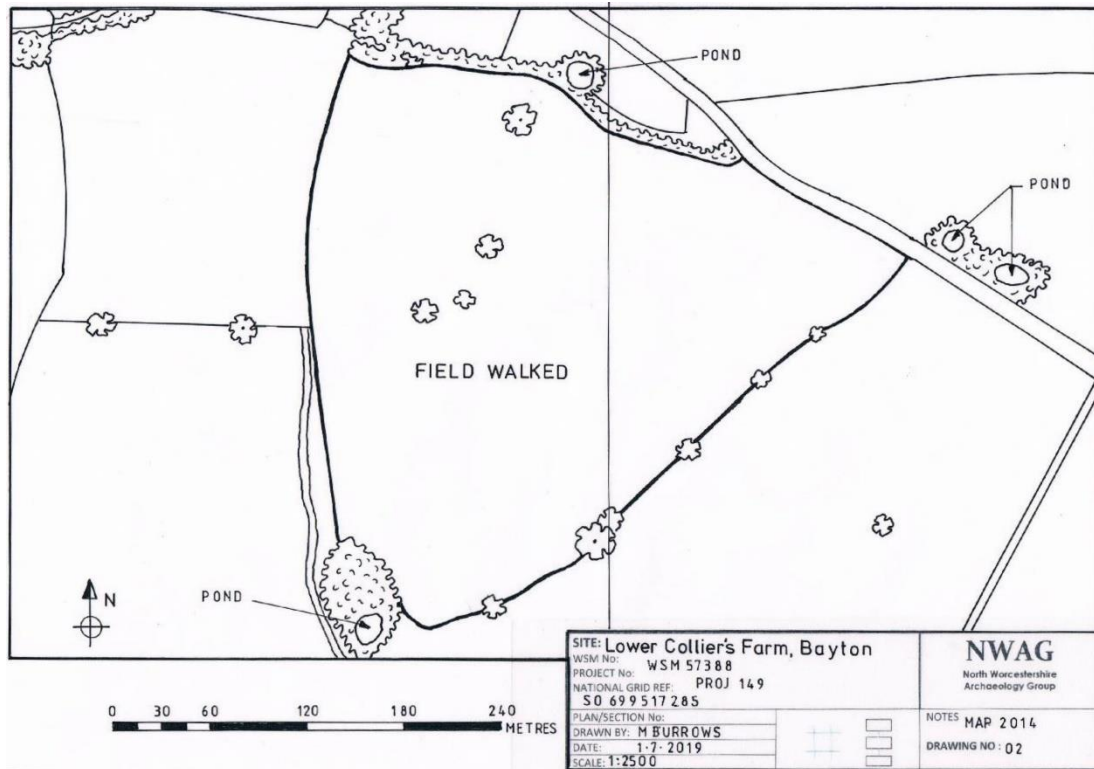 POND
POND
FIELD WALKED
POND
N
0 30 60 120 180 240
METRES
SITE: Lower Collier's Farm, Bayton
WSM No: WSM 57388
PROJECT No: PROJ 149
NATIONAL GRID REF:
SO 699517285
PLAN/SECTION No:
DRAWN BY: M BURROWS
DATE: 1-7-2019
SCALE: 1:2500
NWAG
North Worcestershire
Archaeology Group
NOTES MAP 2014
DRAWING NO: 02